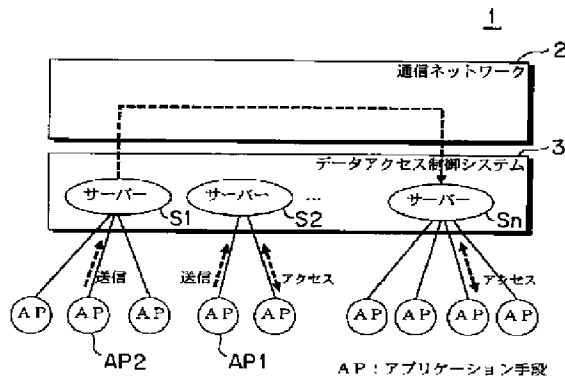 1
2
通信ネットワーク
3
データアクセス制御システム
サーバー S1
サーバー S2
...
サーバー Sn
送信
送信
アクセス
アクセス
AP AP AP AP AP AP AP AP AP
AP2
AP1
AP:アプリケーション手段